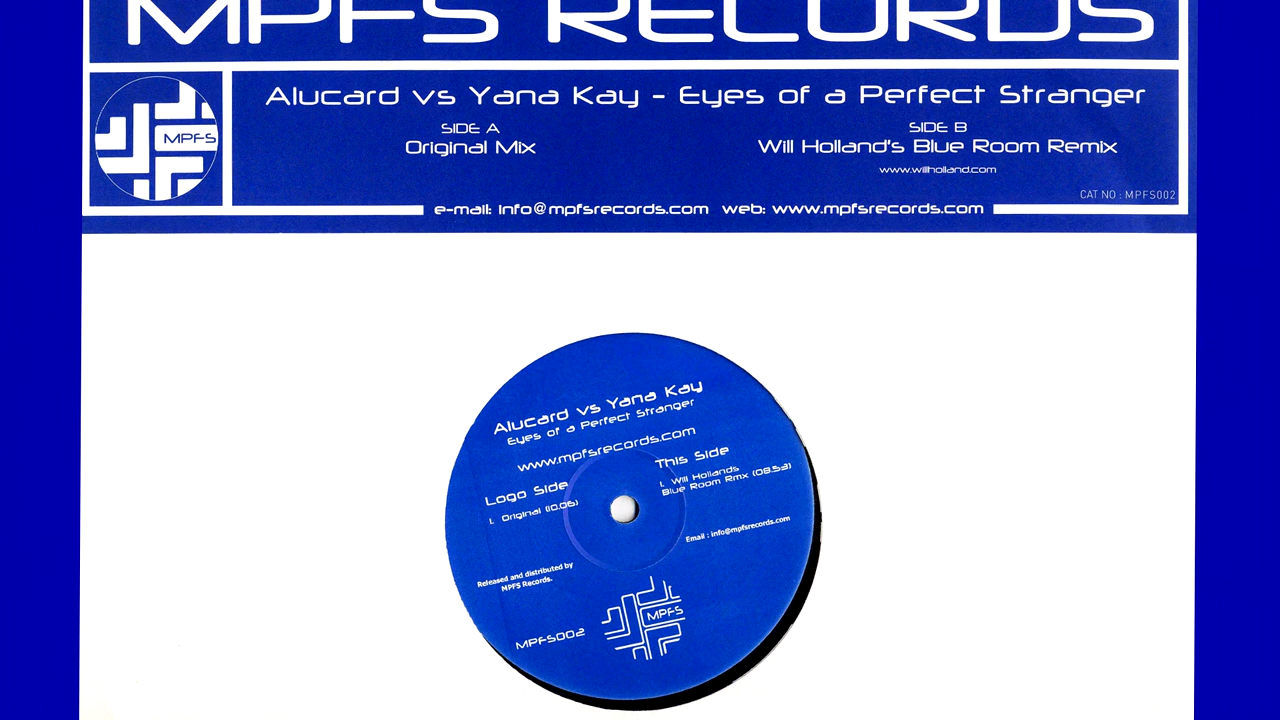 MPFS RECORDS
Alucard vs Yana Kay - Eyes of a Perfect Stranger
SIDE A
Original Mix
SIDE B
Will Holland's Blue Room Remix
www.willholland.com
MPFS
CAT NO : MPFS002
e-mail: info@mpfsrecords.com web: www.mpfsrecords.com
Alucard vs Yana Kay
Eyes of a Perfect Stranger
www.mpfsrecords.com
Logo Side
1. Original (10.06)
This Side
1. Will Hollands
Blue Room Rmx (08.53)
Email : info@mpfsrecords.com
Released and distributed by
MPFS Records.
MPFS002
MPFS